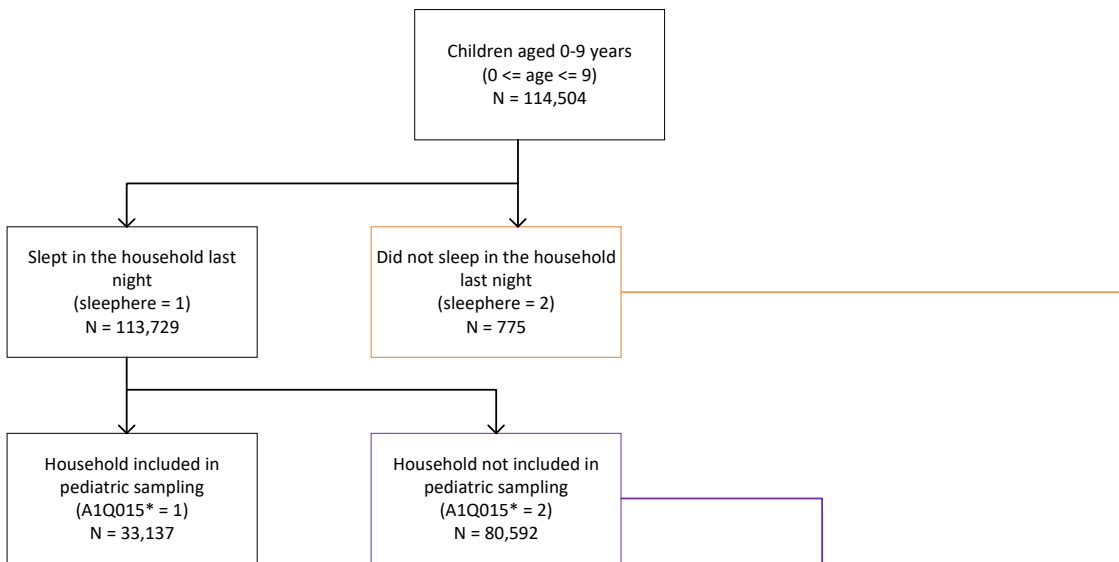 Children aged 0-9 years
(0 <= age <= 9)
N = 114,504
Slept in the household last
night
(sleephere = 1)
N = 113,729
Did not sleep in the household
last night
(sleephere = 2)
N = 775
Household included in
pediatric sampling
(A1Q015* = 1)
N = 33,137
Household not included in
pediatric sampling
(A1Q015* = 2)
N = 80,592